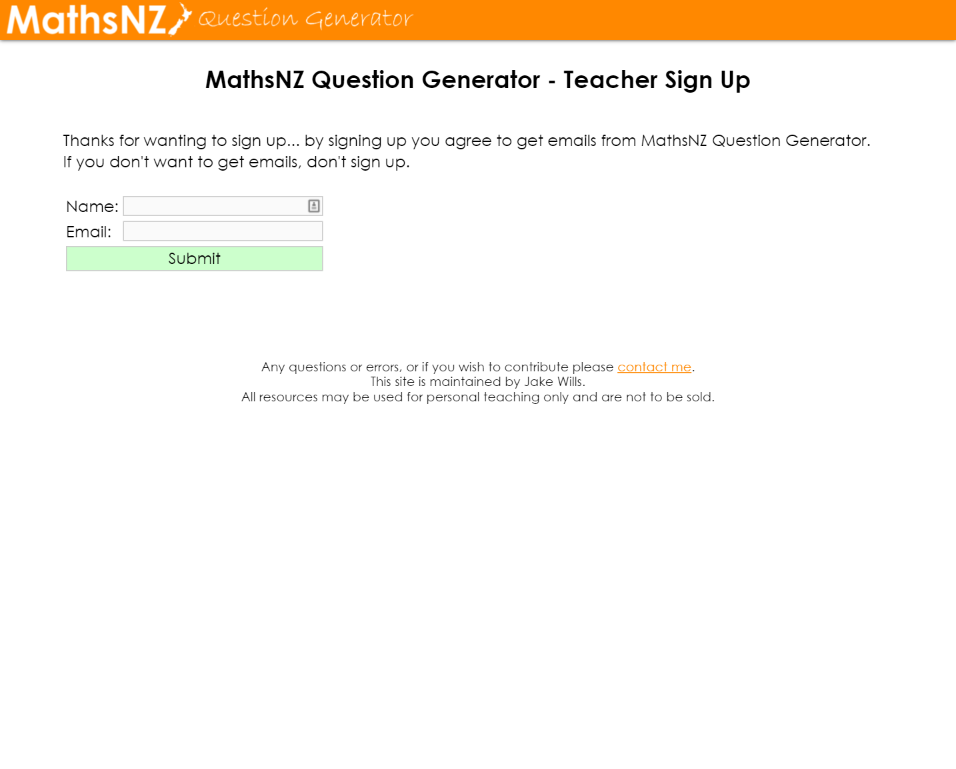 MathsNZ Question Generator
MathsNZ Question Generator - Teacher Sign Up
Thanks for wanting to sign up... by signing up you agree to get emails from MathsNZ Question Generator.
If you don't want to get emails, don't sign up.
Name:
Email:
Submit
Any questions or errors, or if you wish to contribute please contact me.
This site is maintained by Jake Wills.
All resources may be used for personal teaching only and are not to be sold.